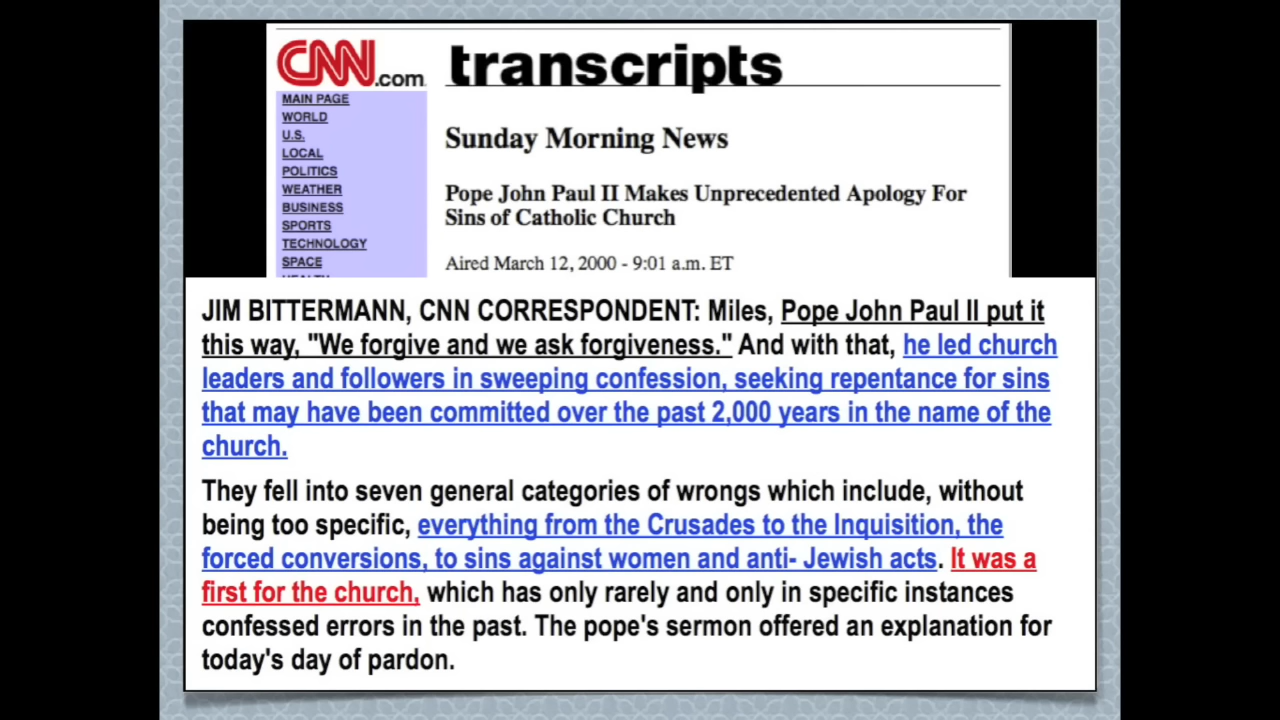 CNN.com
transcripts
MAIN PAGE
WORLD
U.S.
LOCAL
POLITICS
WEATHER
BUSINESS
SPORTS
TECHNOLOGY
SPACE
Sunday Morning News
Pope John Paul II Makes Unprecedented Apology For
Sins of Catholic Church
Aired March 12, 2000 - 9:01 a.m. ET
JIM BITTERMANN, CNN CORRESPONDENT: Miles, Pope John Paul II put it
this way, "We forgive and we ask forgiveness." And with that, he led church
leaders and followers in sweeping confession, seeking repentance for sins
that may have been committed over the past 2,000 years in the name of the
church.
They fell into seven general categories of wrongs which include, without
being too specific, everything from the Crusades to the Inquisition, the
forced conversions, to sins against women and anti- Jewish acts. It was a
first for the church, which has only rarely and only in specific instances
confessed errors in the past. The pope's sermon offered an explanation for
today's day of pardon.